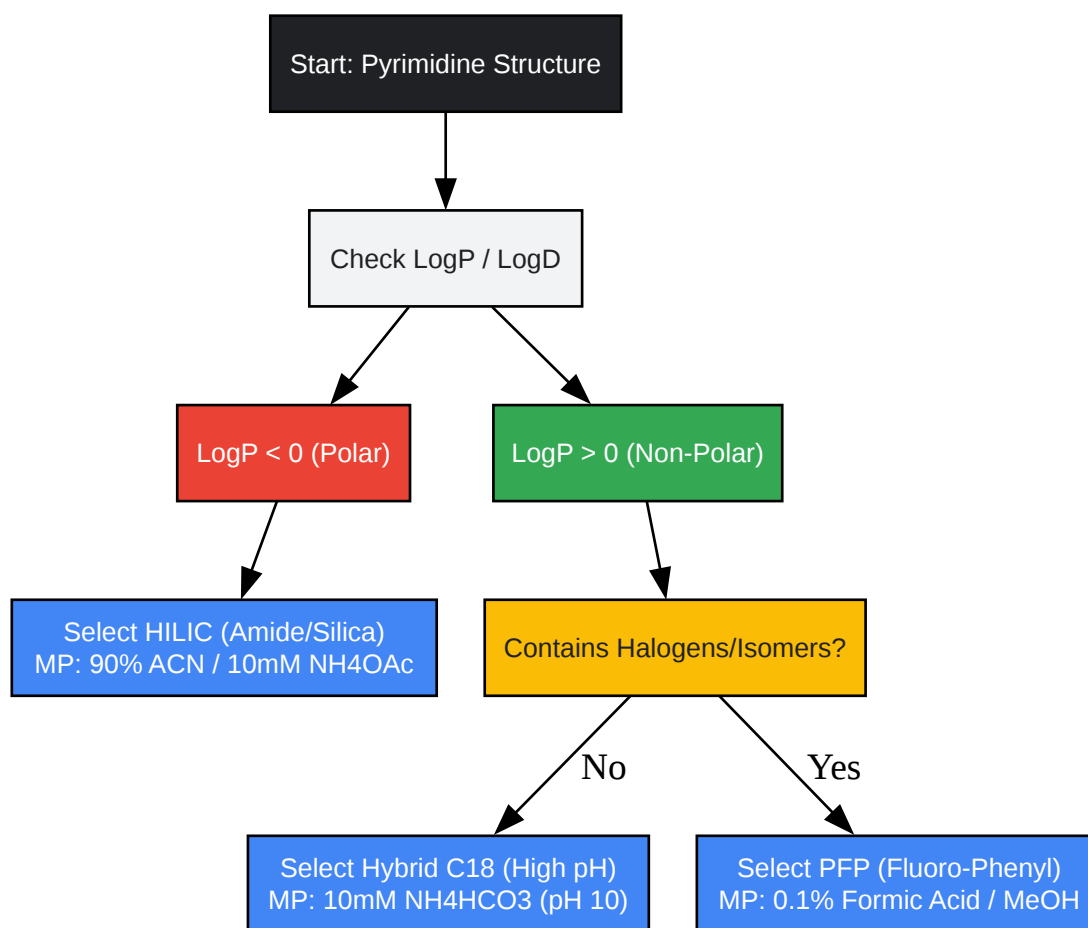 Start: Pyrimidine Structure
Check LogP / LogD
LogP < 0 (Polar)
LogP > 0 (Non-Polar)
Select HILIC (Amide/Silica)
MP: 90% ACN / 10mM NH4OAc
Contains Halogens/Isomers?
No
Yes
Select Hybrid C18 (High pH)
MP: 10mM NH4HCO3 (pH 10)
Select PFP (Fluoro-Phenyl)
MP: 0.1% Formic Acid / MeOH